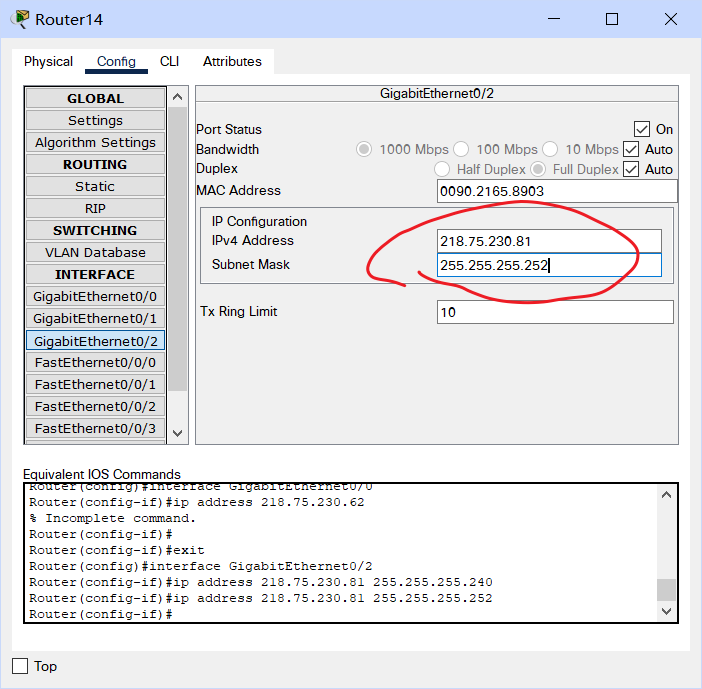 Router14
Physical Config CLI Attributes
GLOBAL
Settings
Algorithm Settings
ROUTING
Static
RIP
SWITCHING
VLAN Database
INTERFACE
GigabitEthernet0/0
GigabitEthernet0/1
GigabitEthernet0/2
FastEthernet0/0/0
FastEthernet0/0/1
FastEthernet0/0/2
FastEthernet0/0/3
GigabitEthernet0/2
Port Status On
Bandwidth 1000 Mbps 100 Mbps 10 Mbps Auto
Duplex Half Duplex Full Duplex Auto
MAC Address 0090.2165.8903
IP Configuration
IPv4 Address 218.75.230.81
Subnet Mask 255.255.255.252
Tx Ring Limit 10
Equivalent IOS Commands
Router(config)#interface GigabitEthernet0/0
Router(config-if)#ip address 218.75.230.62
% Incomplete command.
Router(config-if)#
Router(config-if)#exit
Router(config)#interface GigabitEthernet0/2
Router(config-if)#ip address 218.75.230.81 255.255.255.240
Router(config-if)#ip address 218.75.230.81 255.255.255.252
Router(config-if)#
Top